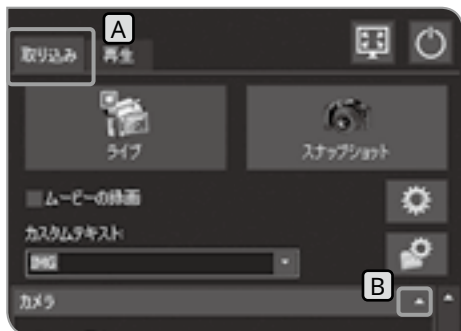 A
取り込み 再生
ライブ スナップショット
ムービーの録画
カスタムテキスト
IMG
B
カメラ